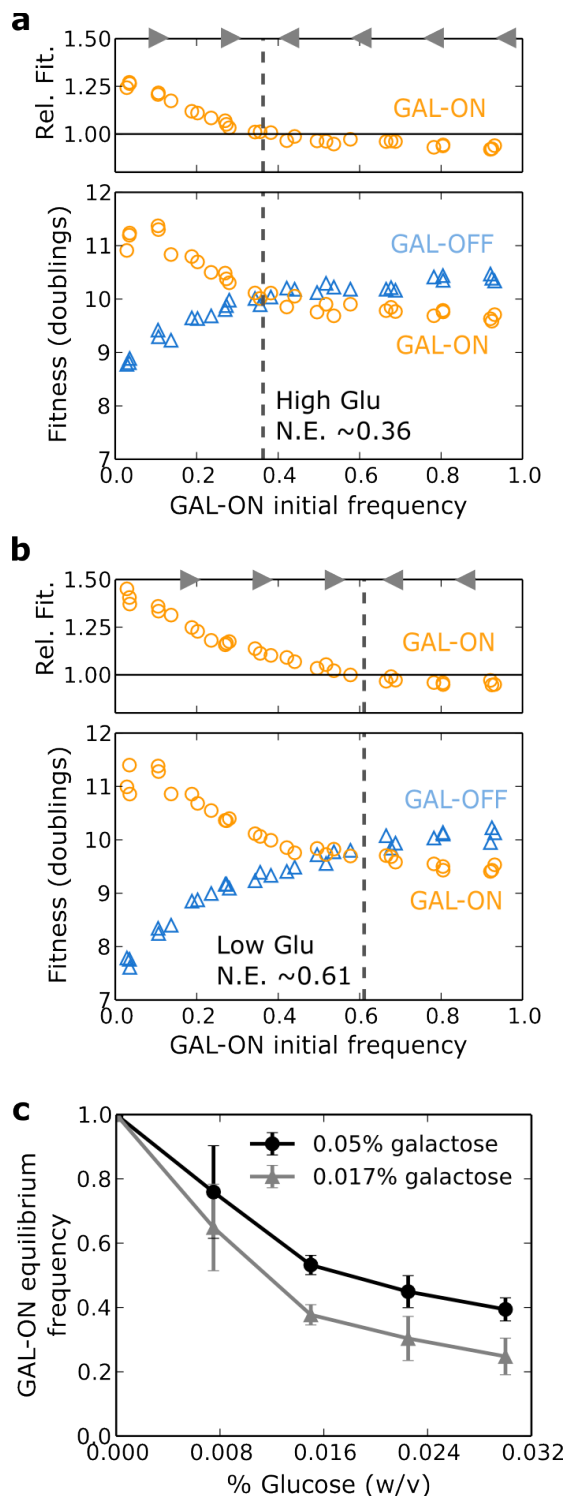 a
1.50
1.25
1.00
Rel. Fit.
GAL-ON
12
11
10
9
8
7
Fitness (doublings)
GAL-OFF
GAL-ON
High Glu
N.E. ~0.36
0.0 0.2 0.4 0.6 0.8 1.0
GAL-ON initial frequency
b
1.50
1.25
1.00
Rel. Fit.
GAL-ON
12
11
10
9
8
7
Fitness (doublings)
GAL-OFF
GAL-ON
Low Glu
N.E. ~0.61
0.0 0.2 0.4 0.6 0.8 1.0
GAL-ON initial frequency
c
1.0
0.8
0.6
0.4
0.2
0.0
GAL-ON equilibrium
frequency
0.05% galactose
0.017% galactose
0.000 0.008 0.016 0.024 0.032
% Glucose (w/v)